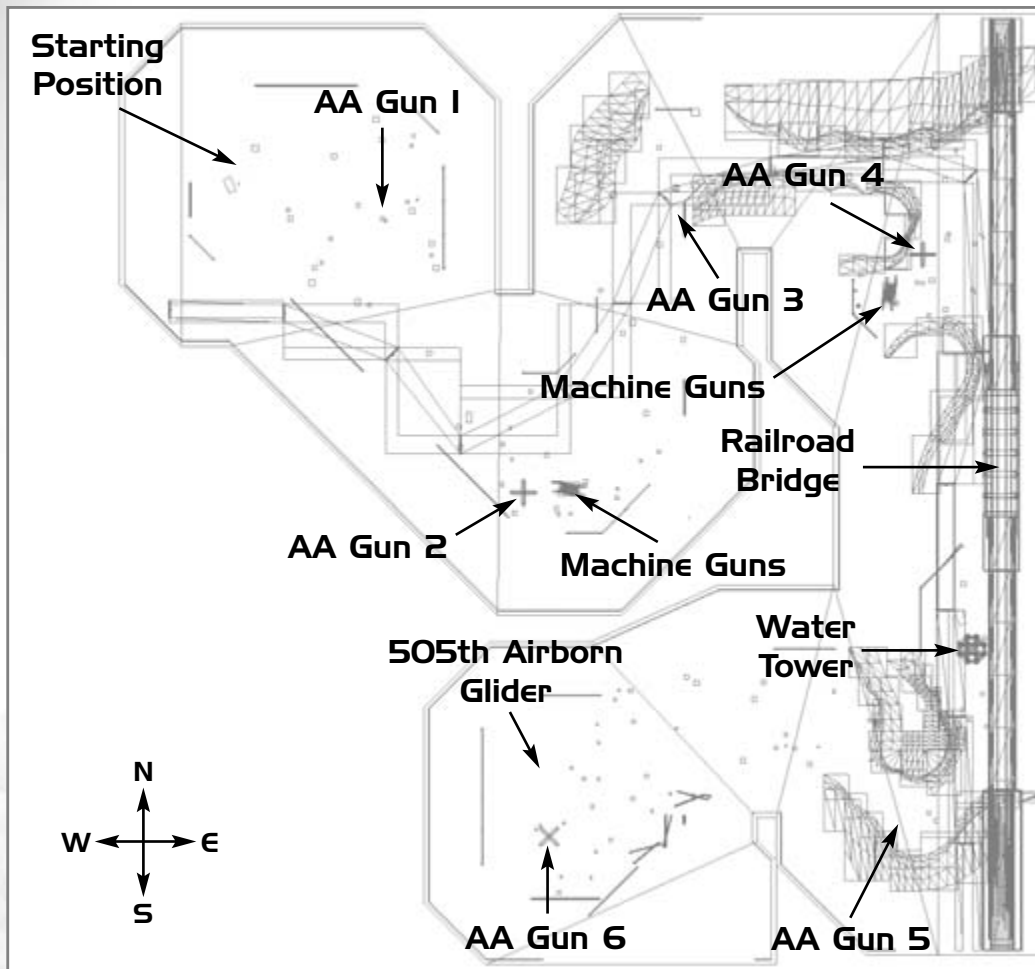 Starting
Position
AA Gun 1
AA Gun 4
AA Gun 3
Machine Guns
Railroad
Bridge
AA Gun 2
Machine Guns
505th Airborn
Glider
Water
Tower
N
W
E
S
AA Gun 6
AA Gun 5